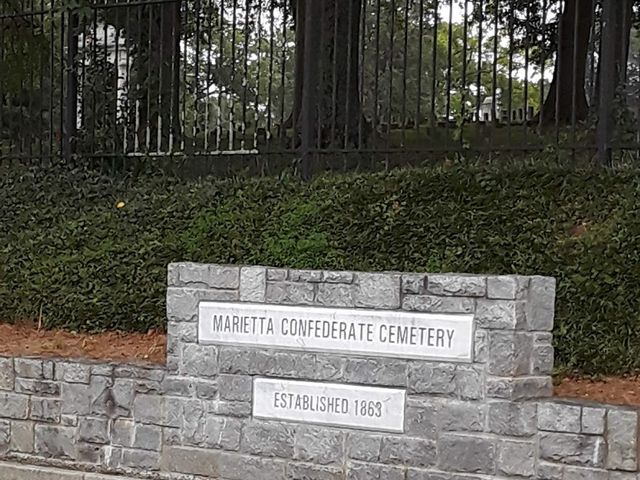 MARIETTA CONFEDERATE CEMETERY
ESTABLISHED 1863